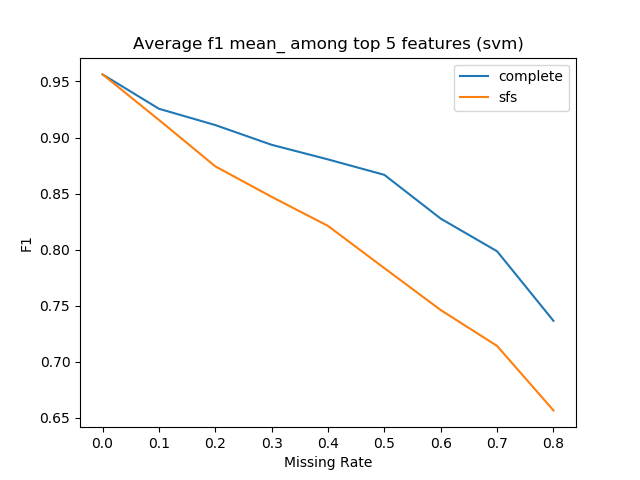 Average f1 mean_ among top 5 features (svm)
complete
sfs
0.95
0.90
0.85
0.80
0.75
0.70
0.65
F1
0.0 0.1 0.2 0.3 0.4 0.5 0.6 0.7 0.8
Missing Rate